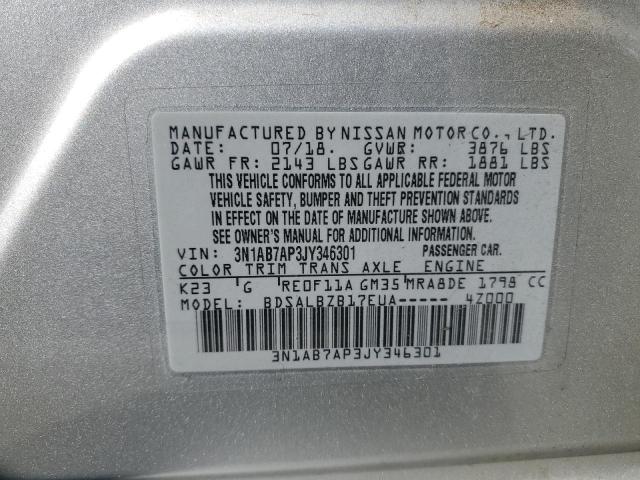 MANUFACTURED BY NISSAN MOTOR CO., LTD.
DATE: 07/18. GVWR: 3876 LBS
GAWR FR: 2143 LBS GAWR RR: 1881 LBS
THIS VEHICLE CONFORMS TO ALL APPLICABLE FEDERAL MOTOR
VEHICLE SAFETY, BUMPER AND THEFT PREVENTION STANDARDS
IN EFFECT ON THE DATE OF MANUFACTURE SHOWN ABOVE.
SEE OWNER'S MANUAL FOR ADDITIONAL INFORMATION.
VIN: 3N1AB7AP3JY346301 PASSENGER CAR.
COLOR TRIM TRANS AXLE ENGINE
K23 G RE0F11A GM35 MRA8DE 1798 CC
MODEL: BDSALBZB17EUA----- 4Z000
3N1AB7AP3JY346301